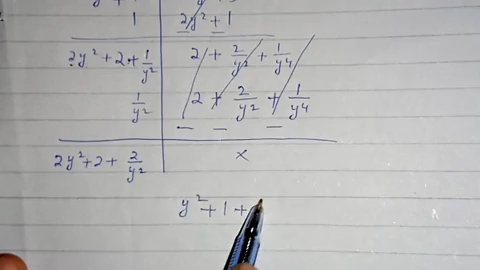 1 2y² + 1
2y² + 2 + 1/y² 2 + 2/y² + 1/y⁴
1/y² 2 + 2/y² + 1/y⁴
— — —
2y² + 2 + 2/y² ×
y² + 1 +